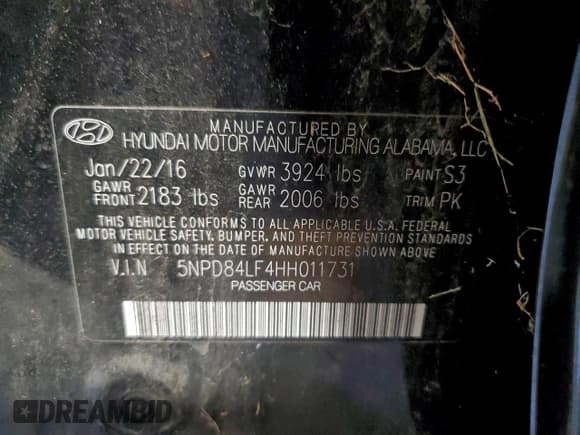 MANUFACTURED BY
HYUNDAI MOTOR MANUFACTURING ALABAMA, LLC
Jan/22/16 GVWR 3924 lbs PAINT S3
GAWR FRONT 2183 lbs GAWR REAR 2006 lbs TRIM PK
THIS VEHICLE CONFORMS TO ALL APPLICABLE U.S.A. FEDERAL
MOTOR VEHICLE SAFETY, BUMPER, AND THEFT PREVENTION STANDARDS
IN EFFECT ON THE DATE OF MANUFACTURE SHOWN ABOVE.
V.I.N 5NPD84LF4HH011731
PASSENGER CAR
DREAMBID